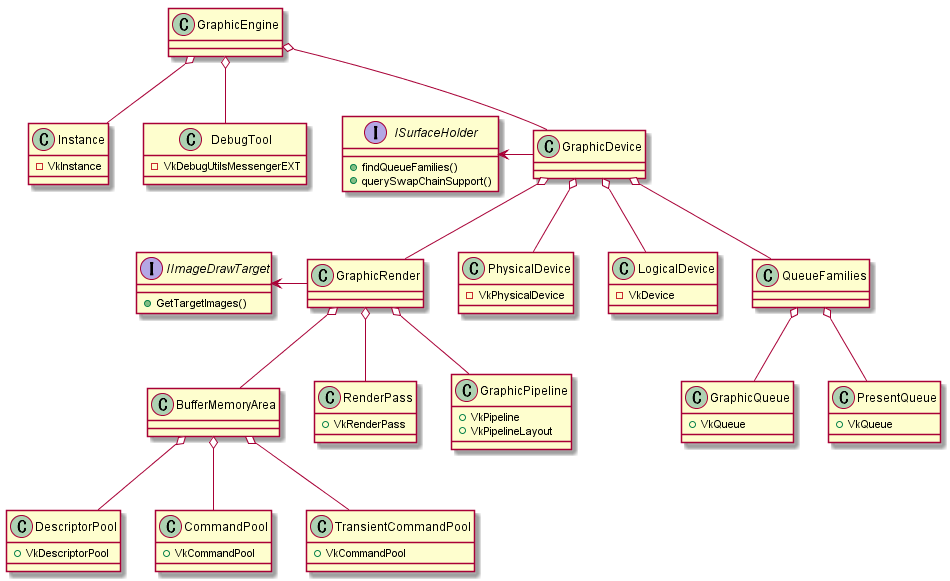 C GraphicEngine
C Instance
VkInstance
C DebugTool
VkDebugUtilsMessengerEXT
I ISurfaceHolder
findQueueFamilies()
querySwapChainSupport()
C GraphicDevice
I IImageDrawTarget
GetTargetImages()
C GraphicRender
C PhysicalDevice
VkPhysicalDevice
C LogicalDevice
VkDevice
C QueueFamilies
C BufferMemoryArea
C RenderPass
VkRenderPass
C GraphicPipeline
VkPipeline
VkPipelineLayout
C GraphicQueue
VkQueue
C PresentQueue
VkQueue
C DescriptorPool
VkDescriptorPool
C CommandPool
VkCommandPool
C TransientCommandPool
VkCommandPool